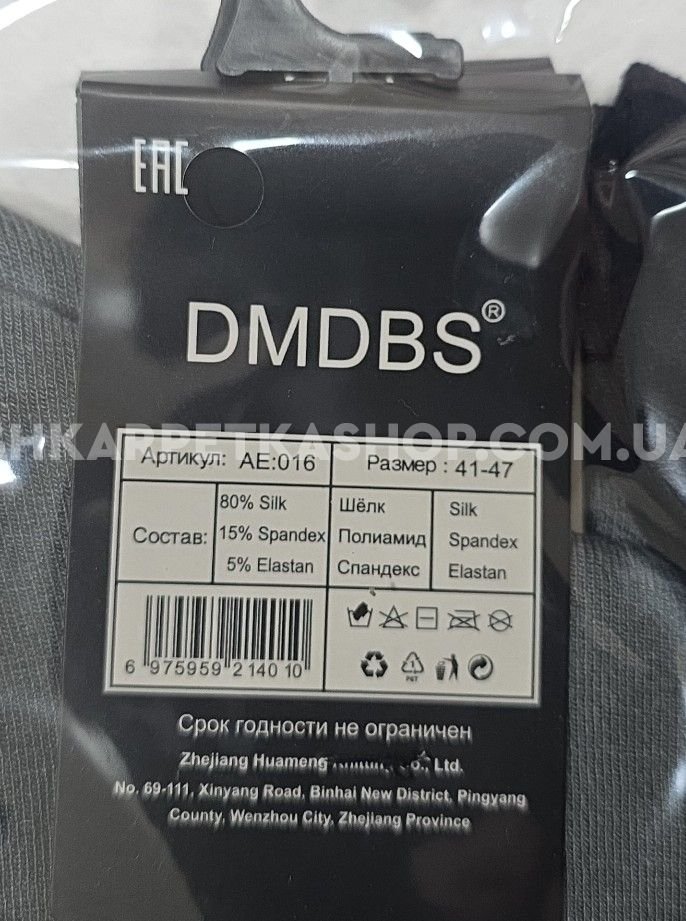 EAC
DMDBS®
HKARPETKASHOP.COM.UA
Артикул: AE:016 Размер : 41-47
Состав: 80% Silk Шёлк Silk
15% Spandex Полиамид Spandex
5% Elastan Спандекс Elastan
6 975959 214010
Срок годности не ограничен
Zhejiang Huameng Co., Ltd.
No. 69-111, Xinyang Road, Binhai New District, Pingyang
County, Wenzhou City, Zhejiang Province